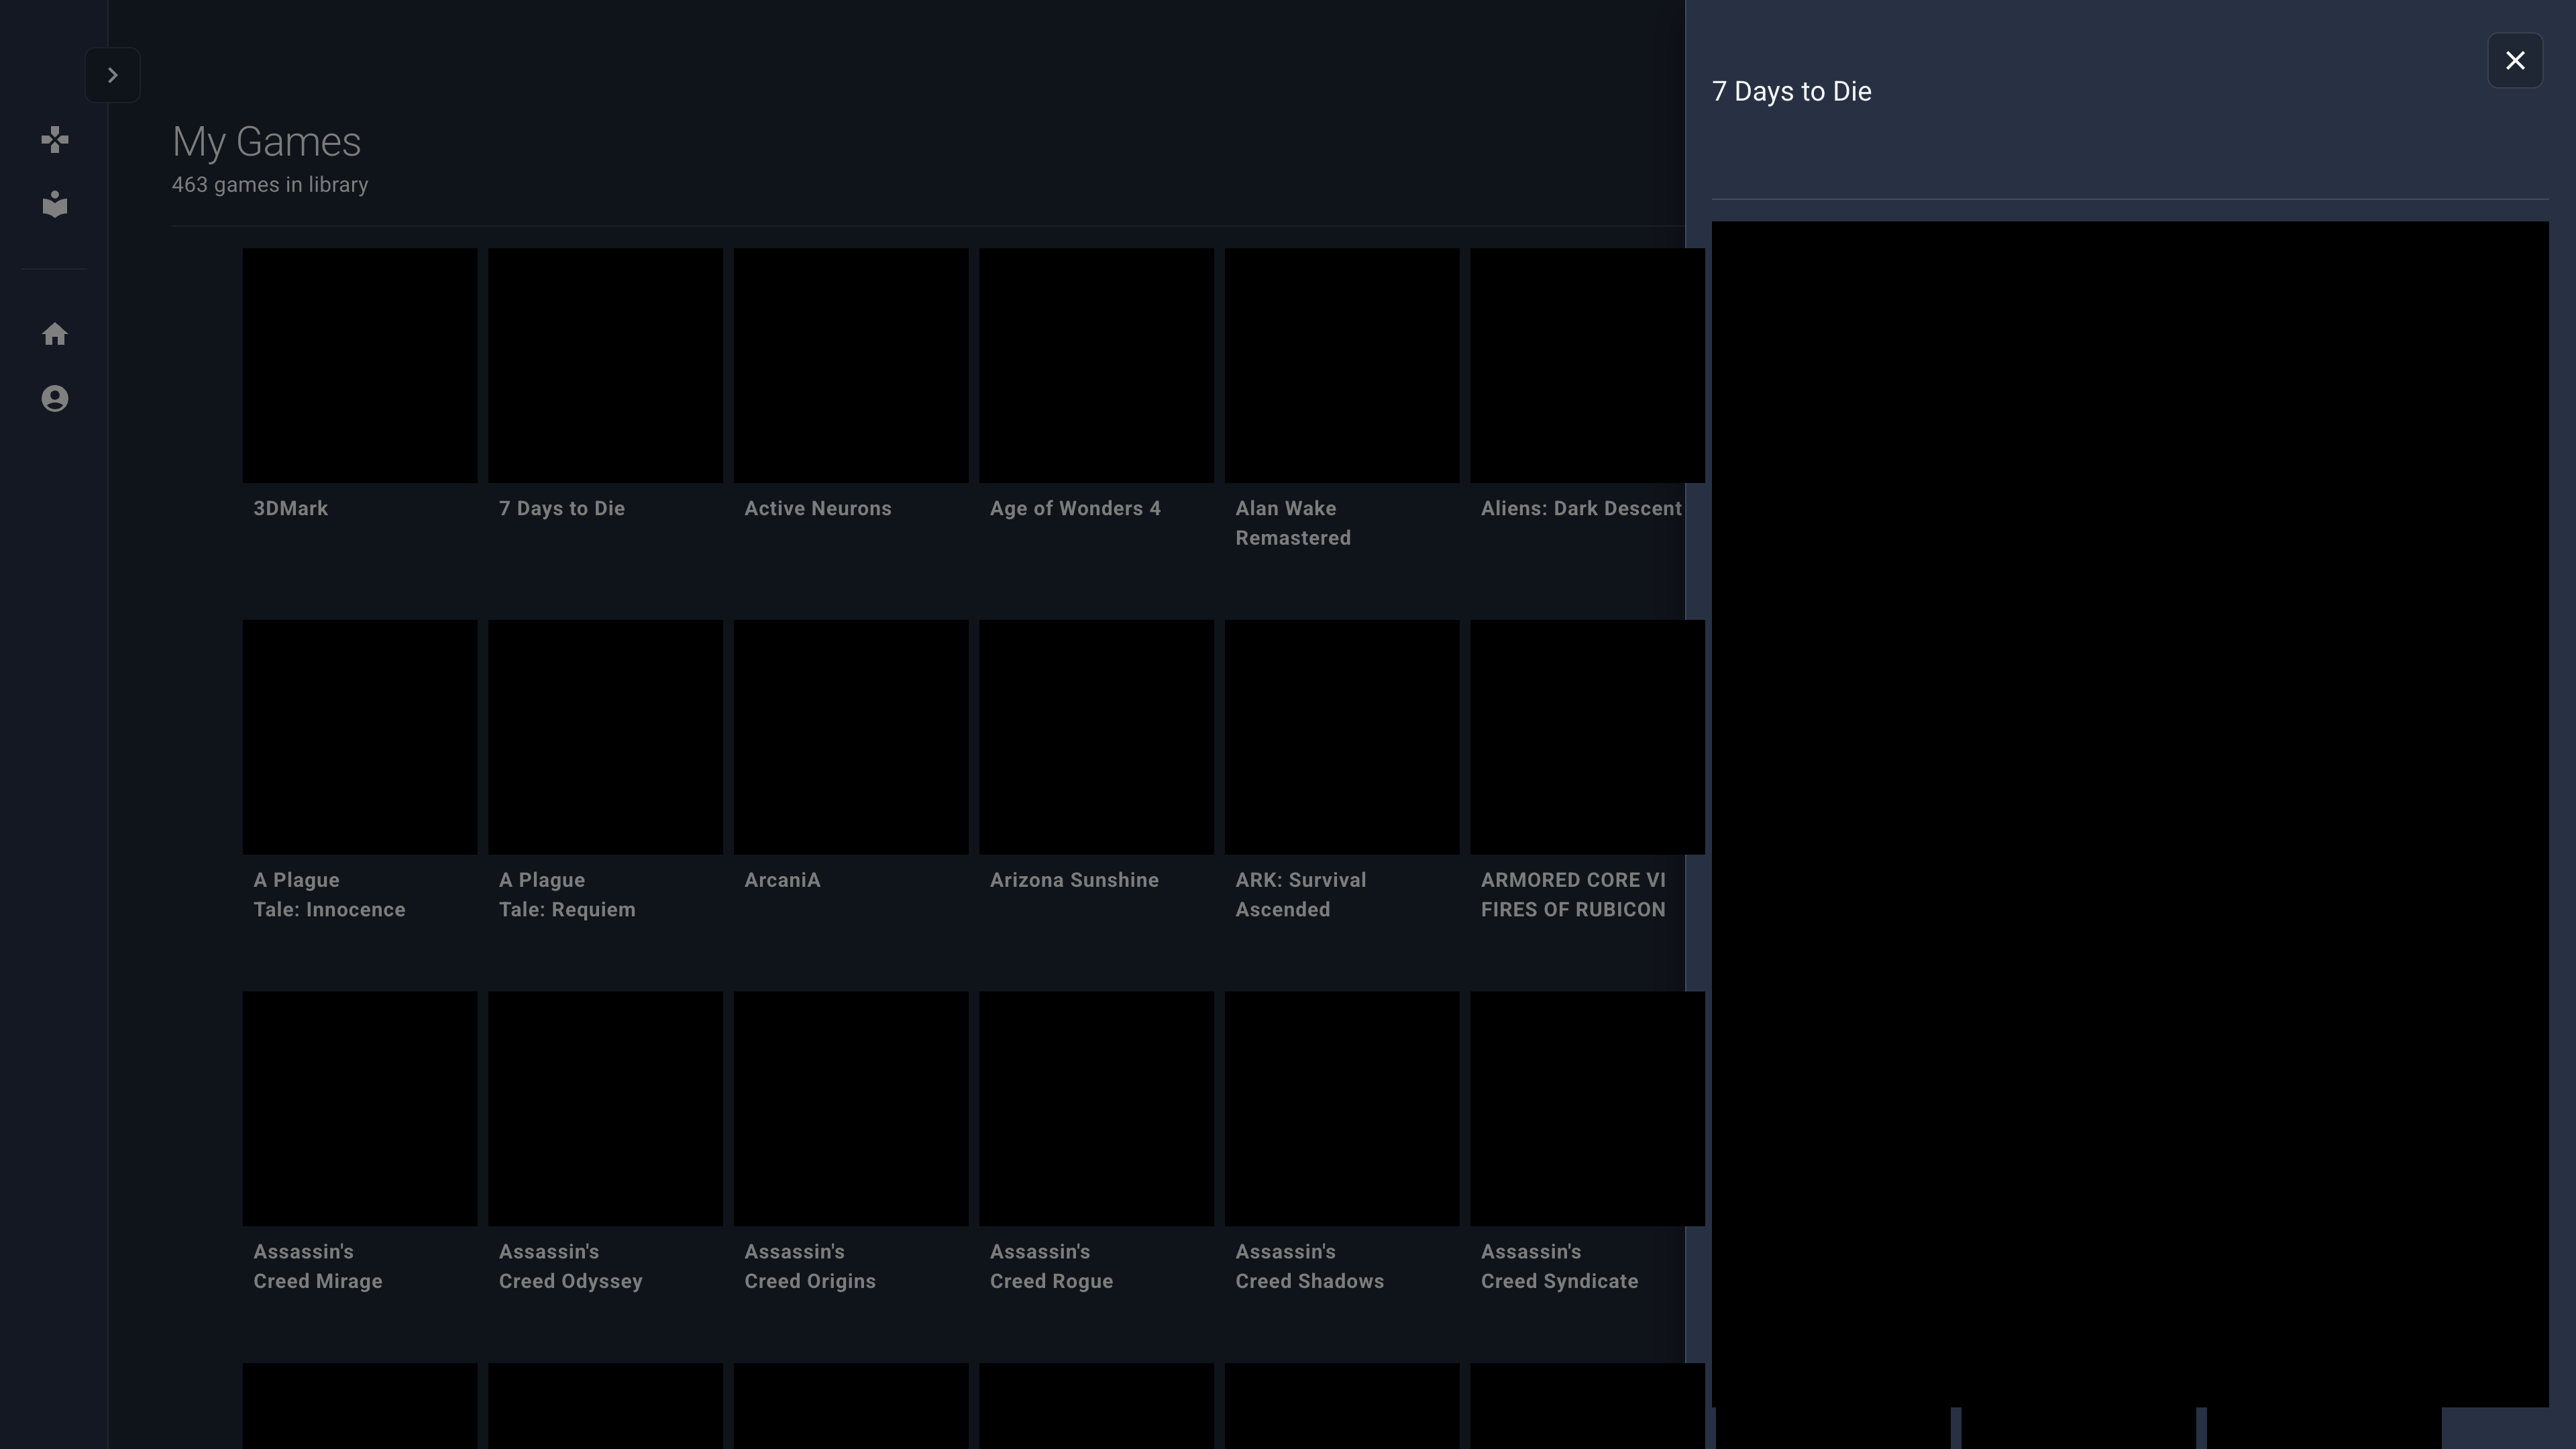 My Games
463 games in library
7 Days to Die
3DMark
7 Days to Die
Active Neurons
Age of Wonders 4
Alan Wake
Remastered
Aliens: Dark Descent
A Plague
Tale: Innocence
A Plague
Tale: Requiem
ArcaniA
Arizona Sunshine
ARK: Survival
Ascended
ARMORED CORE VI
FIRES OF RUBICON
Assassin's
Creed Mirage
Assassin's
Creed Odyssey
Assassin's
Creed Origins
Assassin's
Creed Rogue
Assassin's
Creed Shadows
Assassin's
Creed Syndicate